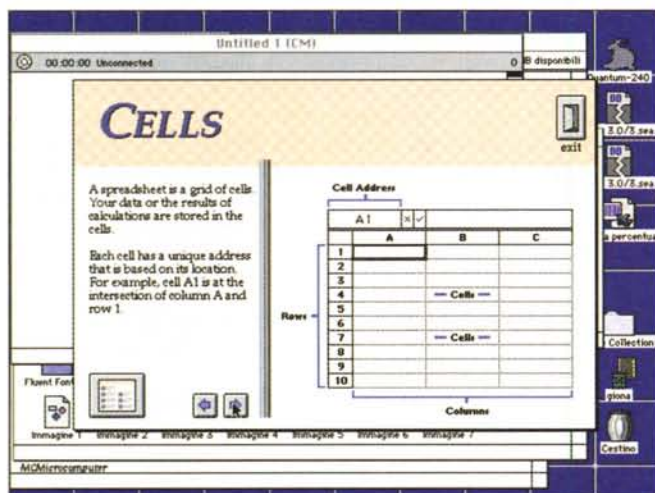 Untitled 1 (CM)
00:00:00 Unconnected
0
B disponibili
Quantum-240
3.0/3.sea
3.0/3.sea
a percentua
Collection
giona
Cestino
CELLS
exit
A spreadsheet is a grid of cells.
Your data or the results of
calculations are stored in the
cells.
Each cell has a unique address
that is based on its location.
For example, cell A1 is at the
intersection of column A and
row 1.
Cell Address
A1
A B C
1
2
3
4 Cells
5
6
7 Cells
8
9
10
Rows
Columns
Fluent Font
Immagine 1 Immagine 2 Immagine 3 Immagine 4 Immagine 5 Immagine 6 Immagine 7
MCMicrocomputer